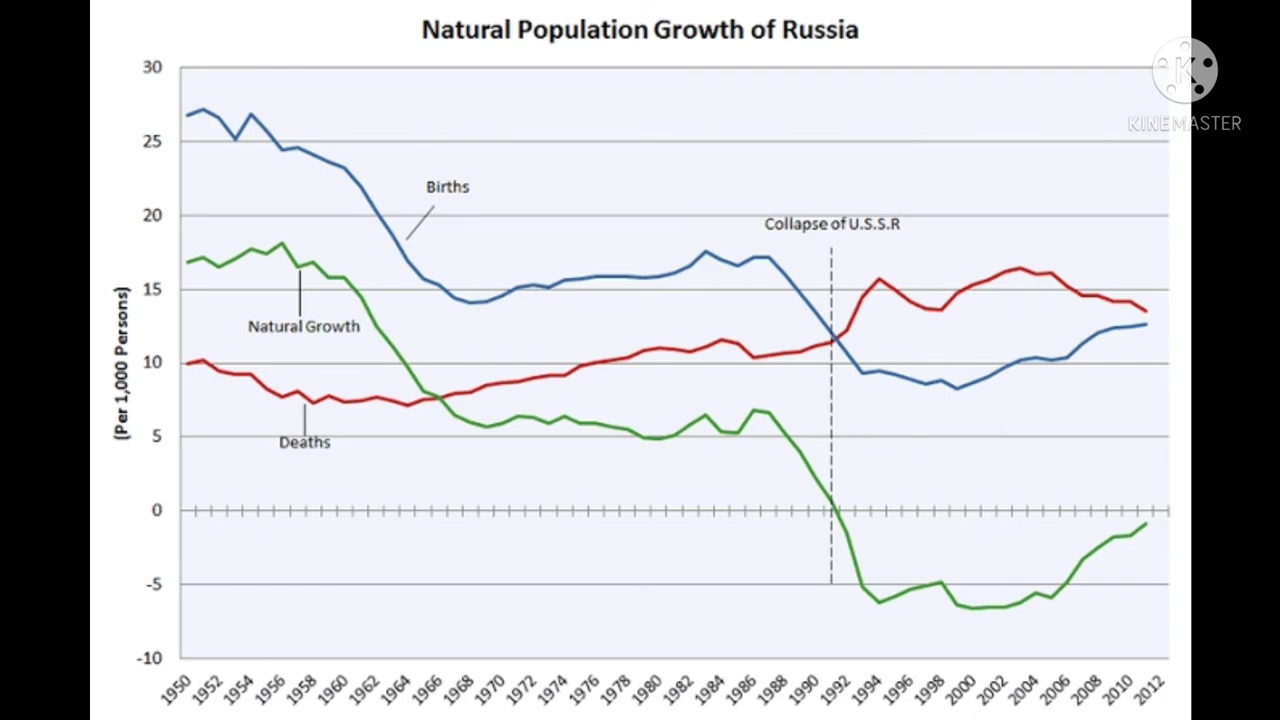 Natural Population Growth of Russia
K
KINEMASTER
30
25
20
15
10
5
0
-5
-10
(Per 1,000 Persons)
Births
Collapse of U.S.S.R
Natural Growth
Deaths
1950 1952 1954 1956 1958 1960 1962 1964 1966 1968 1970 1972 1974 1976 1978 1980 1982 1984 1986 1988 1990 1992 1994 1996 1998 2000 2002 2004 2006 2008 2010 2012